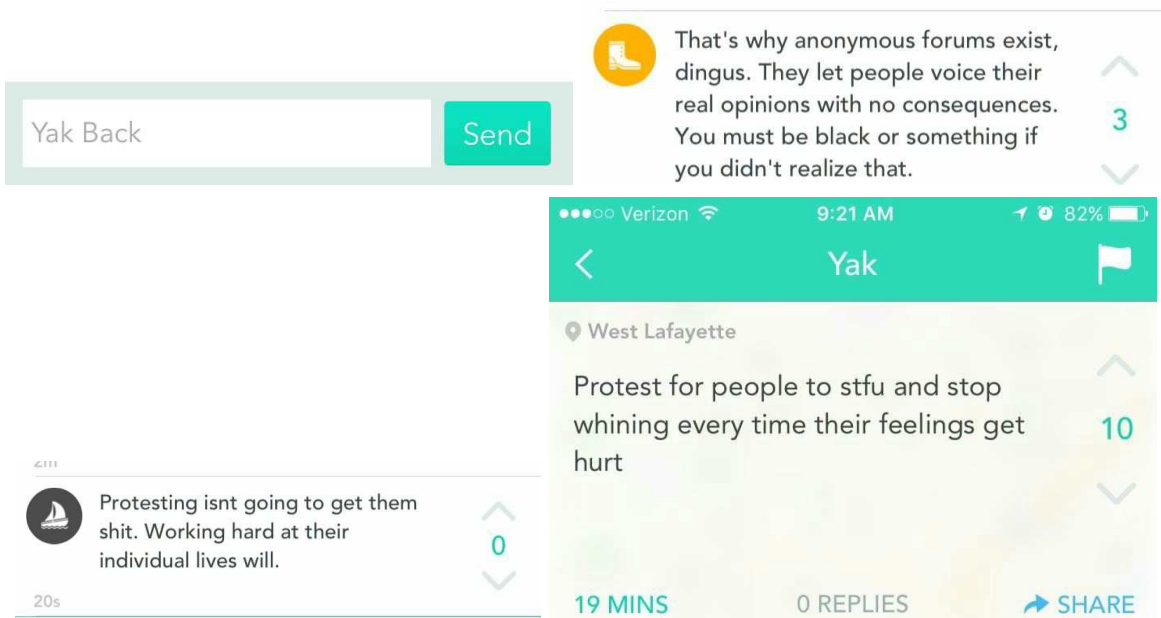 That's why anonymous forums exist,
dingus. They let people voice their
real opinions with no consequences.
You must be black or something if
you didn't realize that.
3
Yak Back
Send
Verizon 9:21 AM 82%
Yak
West Lafayette
Protest for people to stfu and stop
whining every time their feelings get
hurt
10
19 MINS 0 REPLIES SHARE
2m
Protesting isnt going to get them
shit. Working hard at their
individual lives will.
0
20s